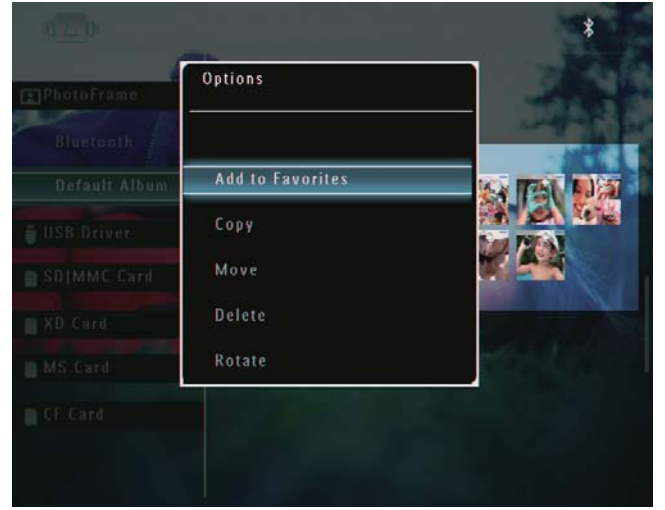 Options
PhotoFrame
Bluetooth
Add to Favorites
Default Album
Copy
USB Driver
Move
SD|MMC Card
Delete
XD Card
Rotate
MS Card
CF Card